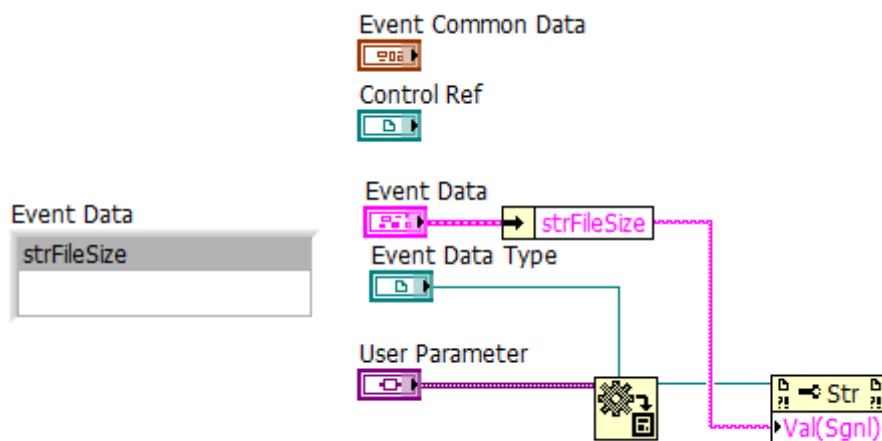 Event Common Data
Control Ref
Event Data
strFileSize
Event Data
strFileSize
Event Data Type
User Parameter
Str
Val(Sgnl)